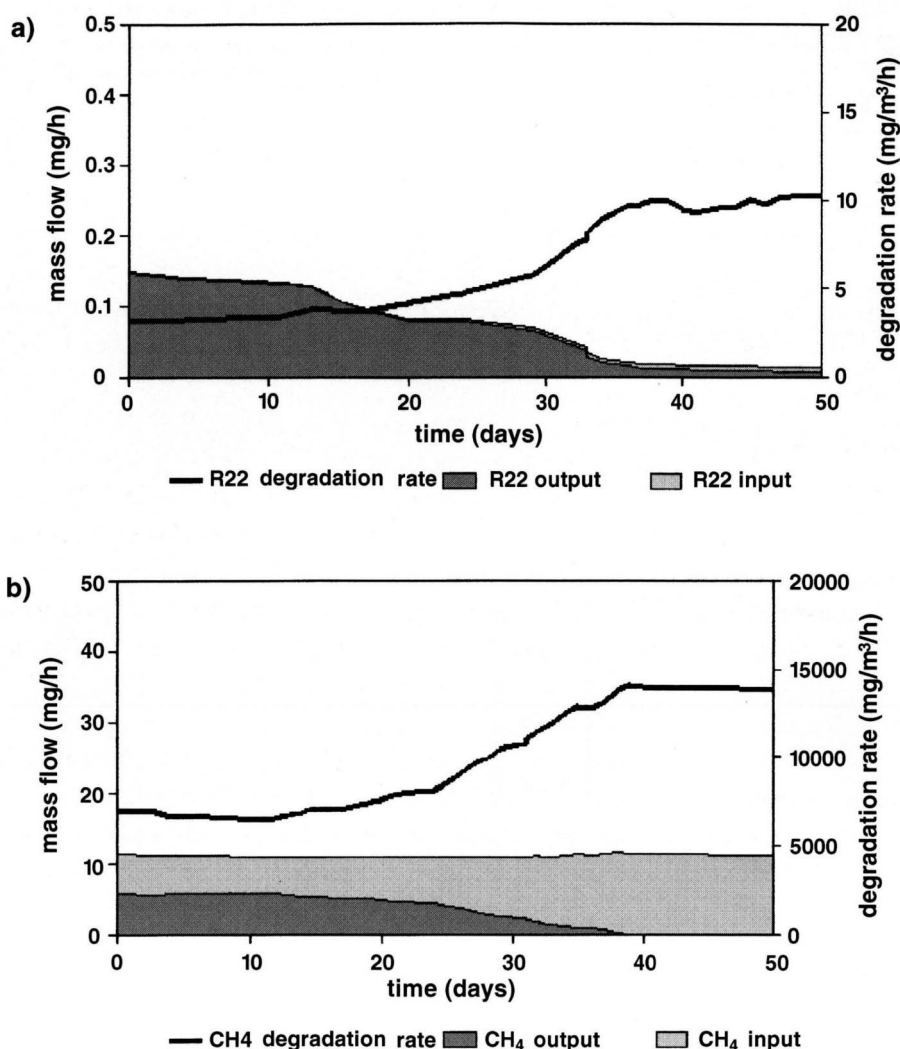 a)
0.5
0.4
0.3
0.2
0.1
0
mass flow (mg/h)
20
15
10
5
0
degradation rate (mg/m³/h)
0 10 20 30 40 50
time (days)
R22 degradation rate R22 output R22 input
b)
50
40
30
20
10
0
mass flow (mg/h)
20000
15000
10000
5000
0
degradation rate (mg/m³/h)
0 10 20 30 40 50
time (days)
CH4 degradation rate CH₄ output CH₄ input